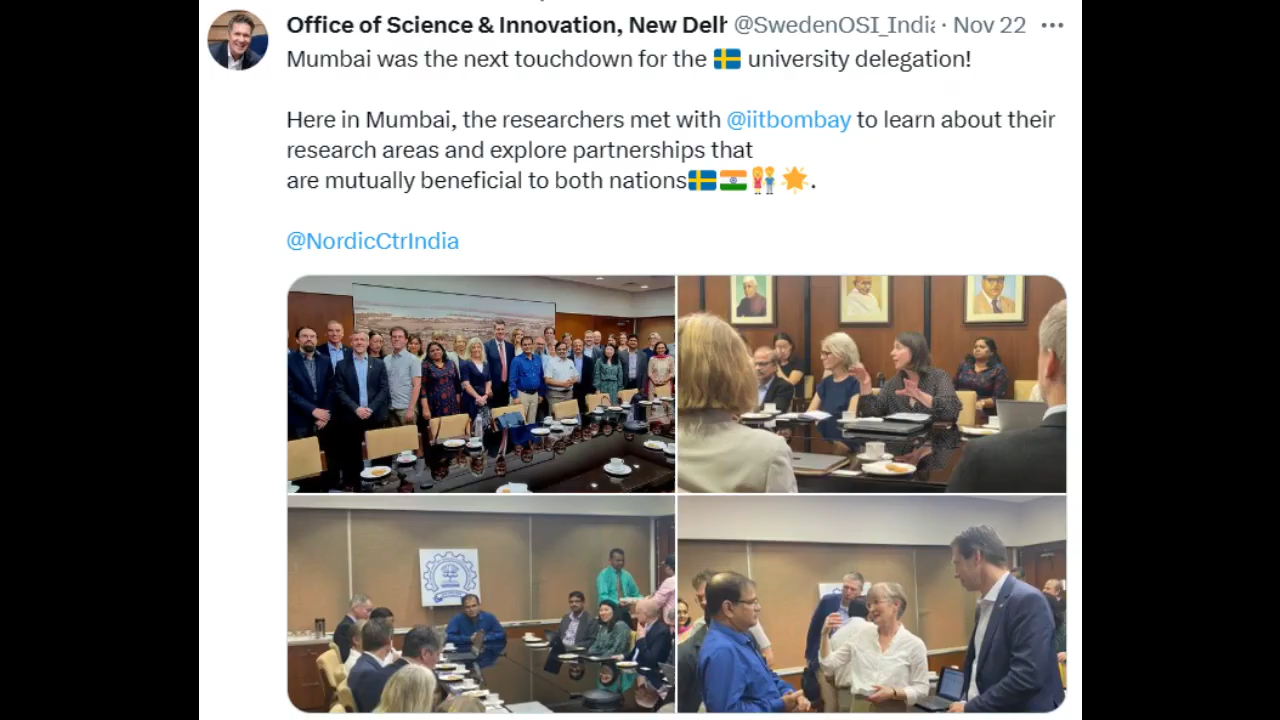 Office of Science & Innovation, New Delh @SwedenOSI_India · Nov 22 ···
Mumbai was the next touchdown for the 🇸🇪 university delegation!
Here in Mumbai, the researchers met with @iitbombay to learn about their
research areas and explore partnerships that
are mutually beneficial to both nations🇸🇪🇮🇳👫🌟.
@NordicCtrIndia